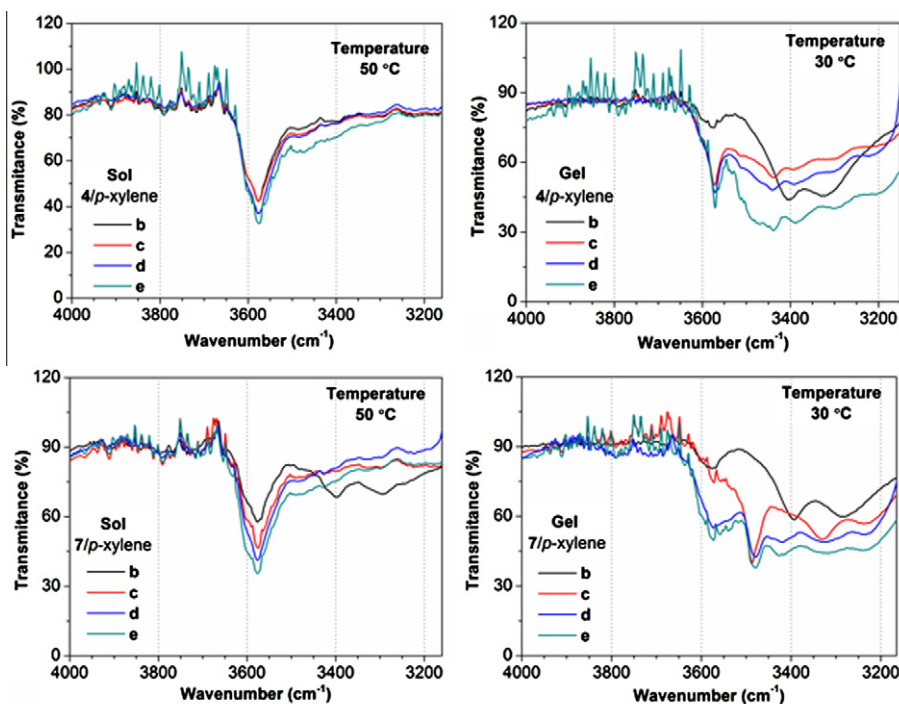 120
100
80
60
40
20
0
Transmitance (%)
Temperature
50 °C
Sol
4/p-xylene
b
c
d
e
4000 3800 3600 3400 3200
Wavenumber (cm-1)
120
90
60
30
0
Transmitance (%)
Temperature
30 °C
Gel
4/p-xylene
b
c
d
e
4000 3800 3600 3400 3200
Wavenumber (cm-1)
120
90
60
30
0
Transmitance (%)
Temperature
50 °C
Sol
7/p-xylene
b
c
d
e
4000 3800 3600 3400 3200
Wavenumber (cm-1)
120
90
60
30
0
Transmitance (%)
Temperature
30 °C
Gel
7/p-xylene
b
c
d
e
4000 3800 3600 3400 3200
Wavenumber (cm-1)